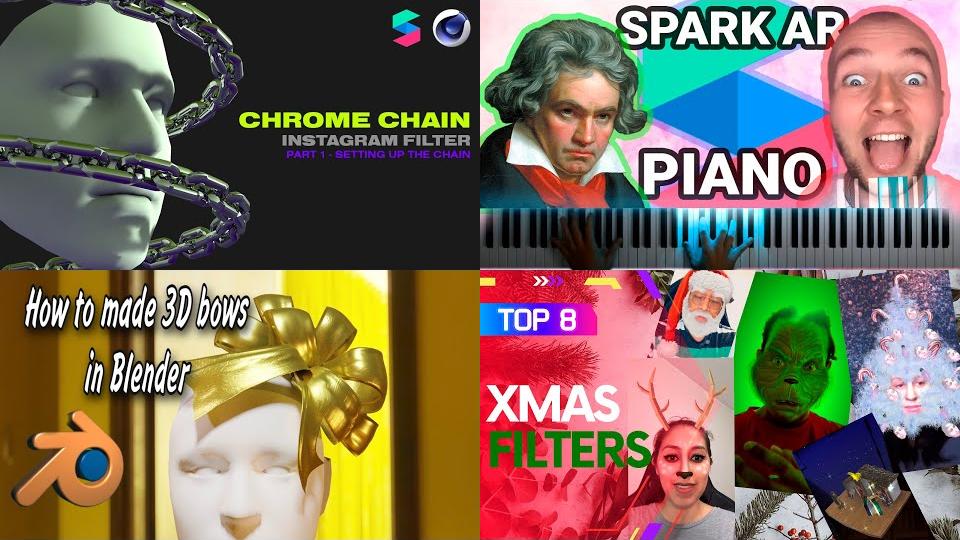 CHROME CHAIN
INSTAGRAM FILTER
PART 1 - SETTING UP THE CHAIN
SPARK AR
PIANO
How to made 3D bows
in Blender
TOP 8
XMAS
FILTERS